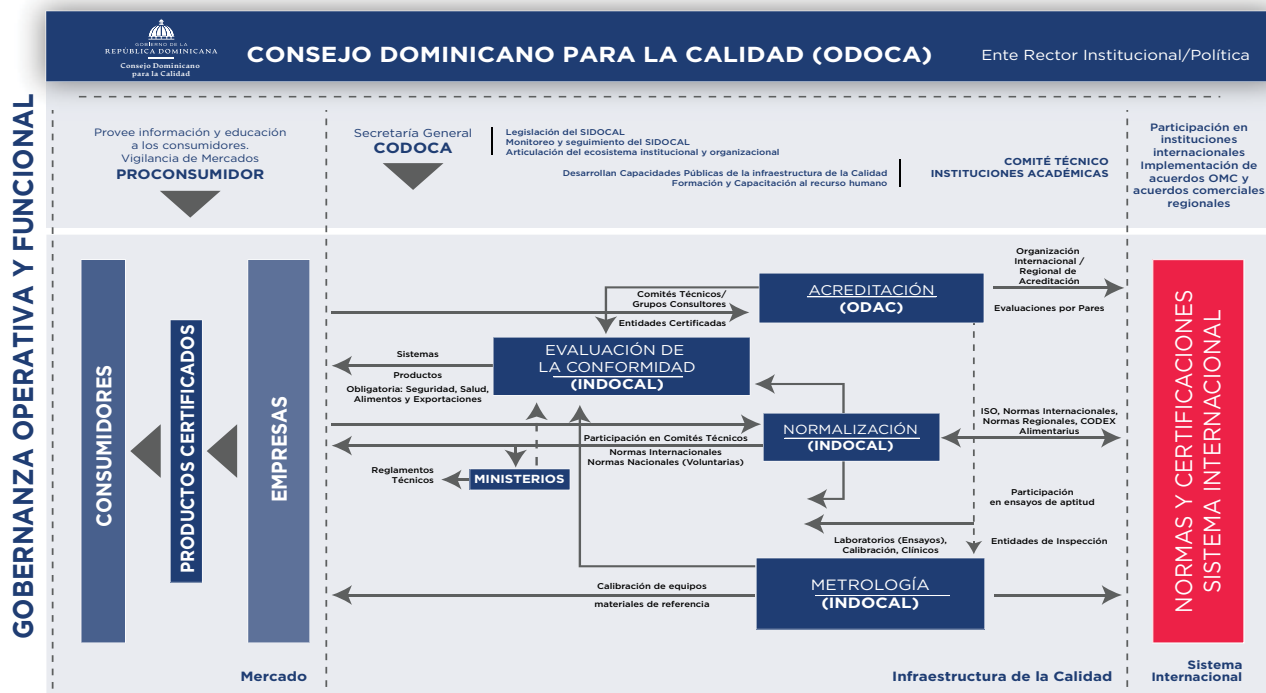 GOBIERNO DE LA
REPÚBLICA DOMINICANA
Consejo Dominicano
para la Calidad
CONSEJO DOMINICANO PARA LA CALIDAD (ODOCA)
Ente Rector Institucional/Política
GOBERNANZA OPERATIVA Y FUNCIONAL
Provee información y educación
a los consumidores.
Vigilancia de Mercados
PROCONSUMIDOR
Secretaría General
CODOCA
Legislación del SIDOCAL
Monitoreo y seguimiento del SIDOCAL
Articulación del ecosistema institucional y organizacional
Desarrollan Capacidades Públicas de la infraestructura de la Calidad
Formación y Capacitación al recurso humano
COMITÉ TÉCNICO
INSTITUCIONES ACADÉMICAS
Participación en
instituciones
internacionales
Implementación de
acuerdos OMC y
acuerdos comerciales
regionales
CONSUMIDORES
PRODUCTOS CERTIFICADOS
EMPRESAS
Comités Técnicos/
Grupos Consultores
Entidades Certificadas
ACREDITACIÓN
(ODAC)
Organización
Internacional /
Regional de
Acreditación
Evaluaciones por Pares
Sistemas
Productos
Obligatoria: Seguridad, Salud,
Alimentos y Exportaciones
EVALUACIÓN DE
LA CONFORMIDAD
(INDOCAL)
Participación en Comités Técnicos
Normas Internacionales
Normas Nacionales (Voluntarias)
NORMALIZACIÓN
(INDOCAL)
ISO, Normas Internacionales,
Normas Regionales, CODEX
Alimentarius
Reglamentos
Técnicos
MINISTERIOS
Participación
en ensayos de aptitud
Laboratorios (Ensayos),
Calibración, Clínicos
Entidades de Inspección
Calibración de equipos
materiales de referencia
METROLOGÍA
(INDOCAL)
NORMAS Y CERTIFICACIONES
SISTEMA INTERNACIONAL
Mercado
Infraestructura de la Calidad
Sistema
Internacional